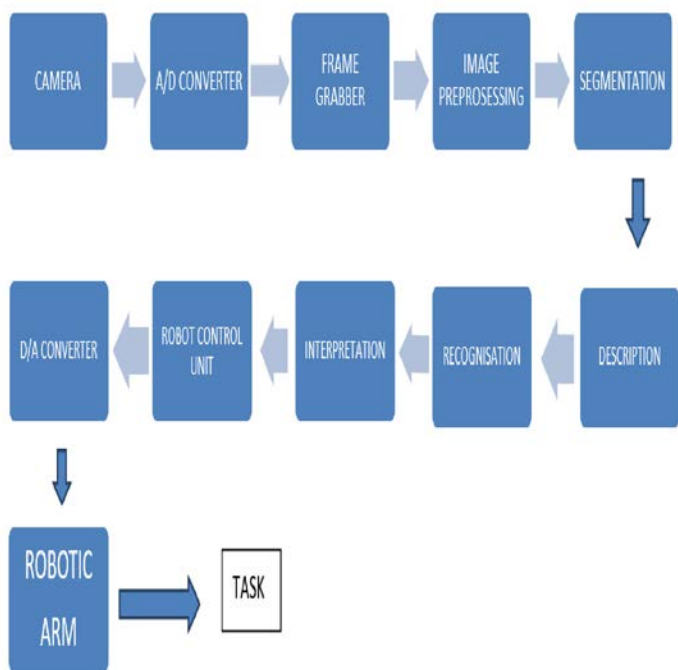 CAMERA
A/D CONVERTER
FRAME
GRABBER
IMAGE
PREPROSESSING
SEGMENTATION
D/A CONVERTER
ROBOT CONTROL
UNIT
INTERPRETATION
RECOGNISATION
DESCRIPTION
ROBOTIC
ARM
TASK